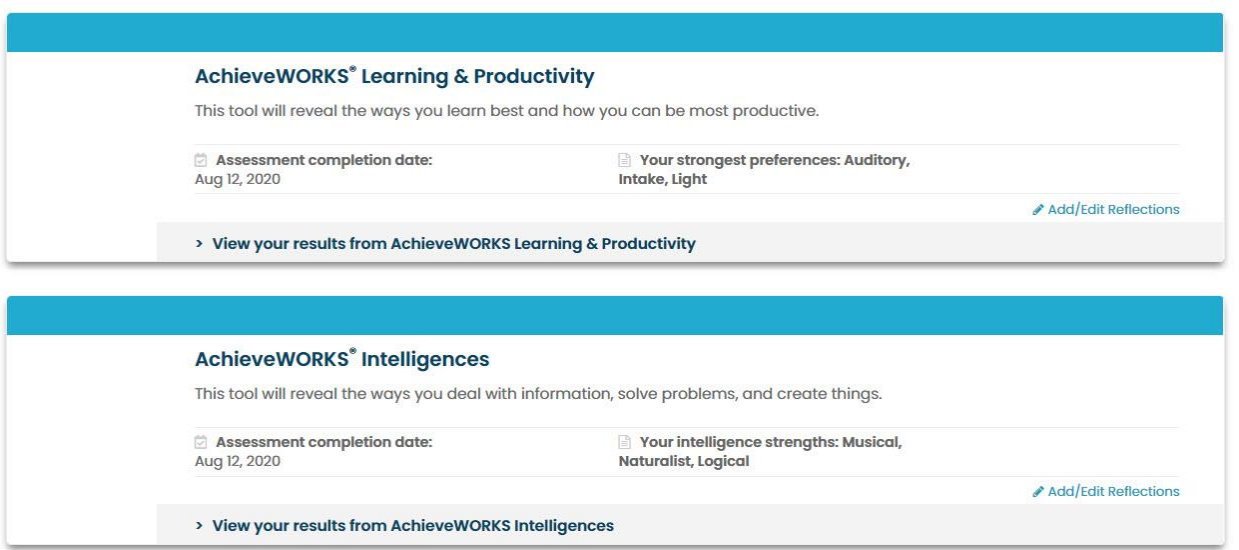 AchieveWORKS® Learning & Productivity
This tool will reveal the ways you learn best and how you can be most productive.
Assessment completion date:
Aug 12, 2020
Your strongest preferences: Auditory,
Intake, Light
Add/Edit Reflections
> View your results from AchieveWORKS Learning & Productivity
AchieveWORKS® Intelligences
This tool will reveal the ways you deal with information, solve problems, and create things.
Assessment completion date:
Aug 12, 2020
Your intelligence strengths: Musical,
Naturalist, Logical
Add/Edit Reflections
> View your results from AchieveWORKS Intelligences